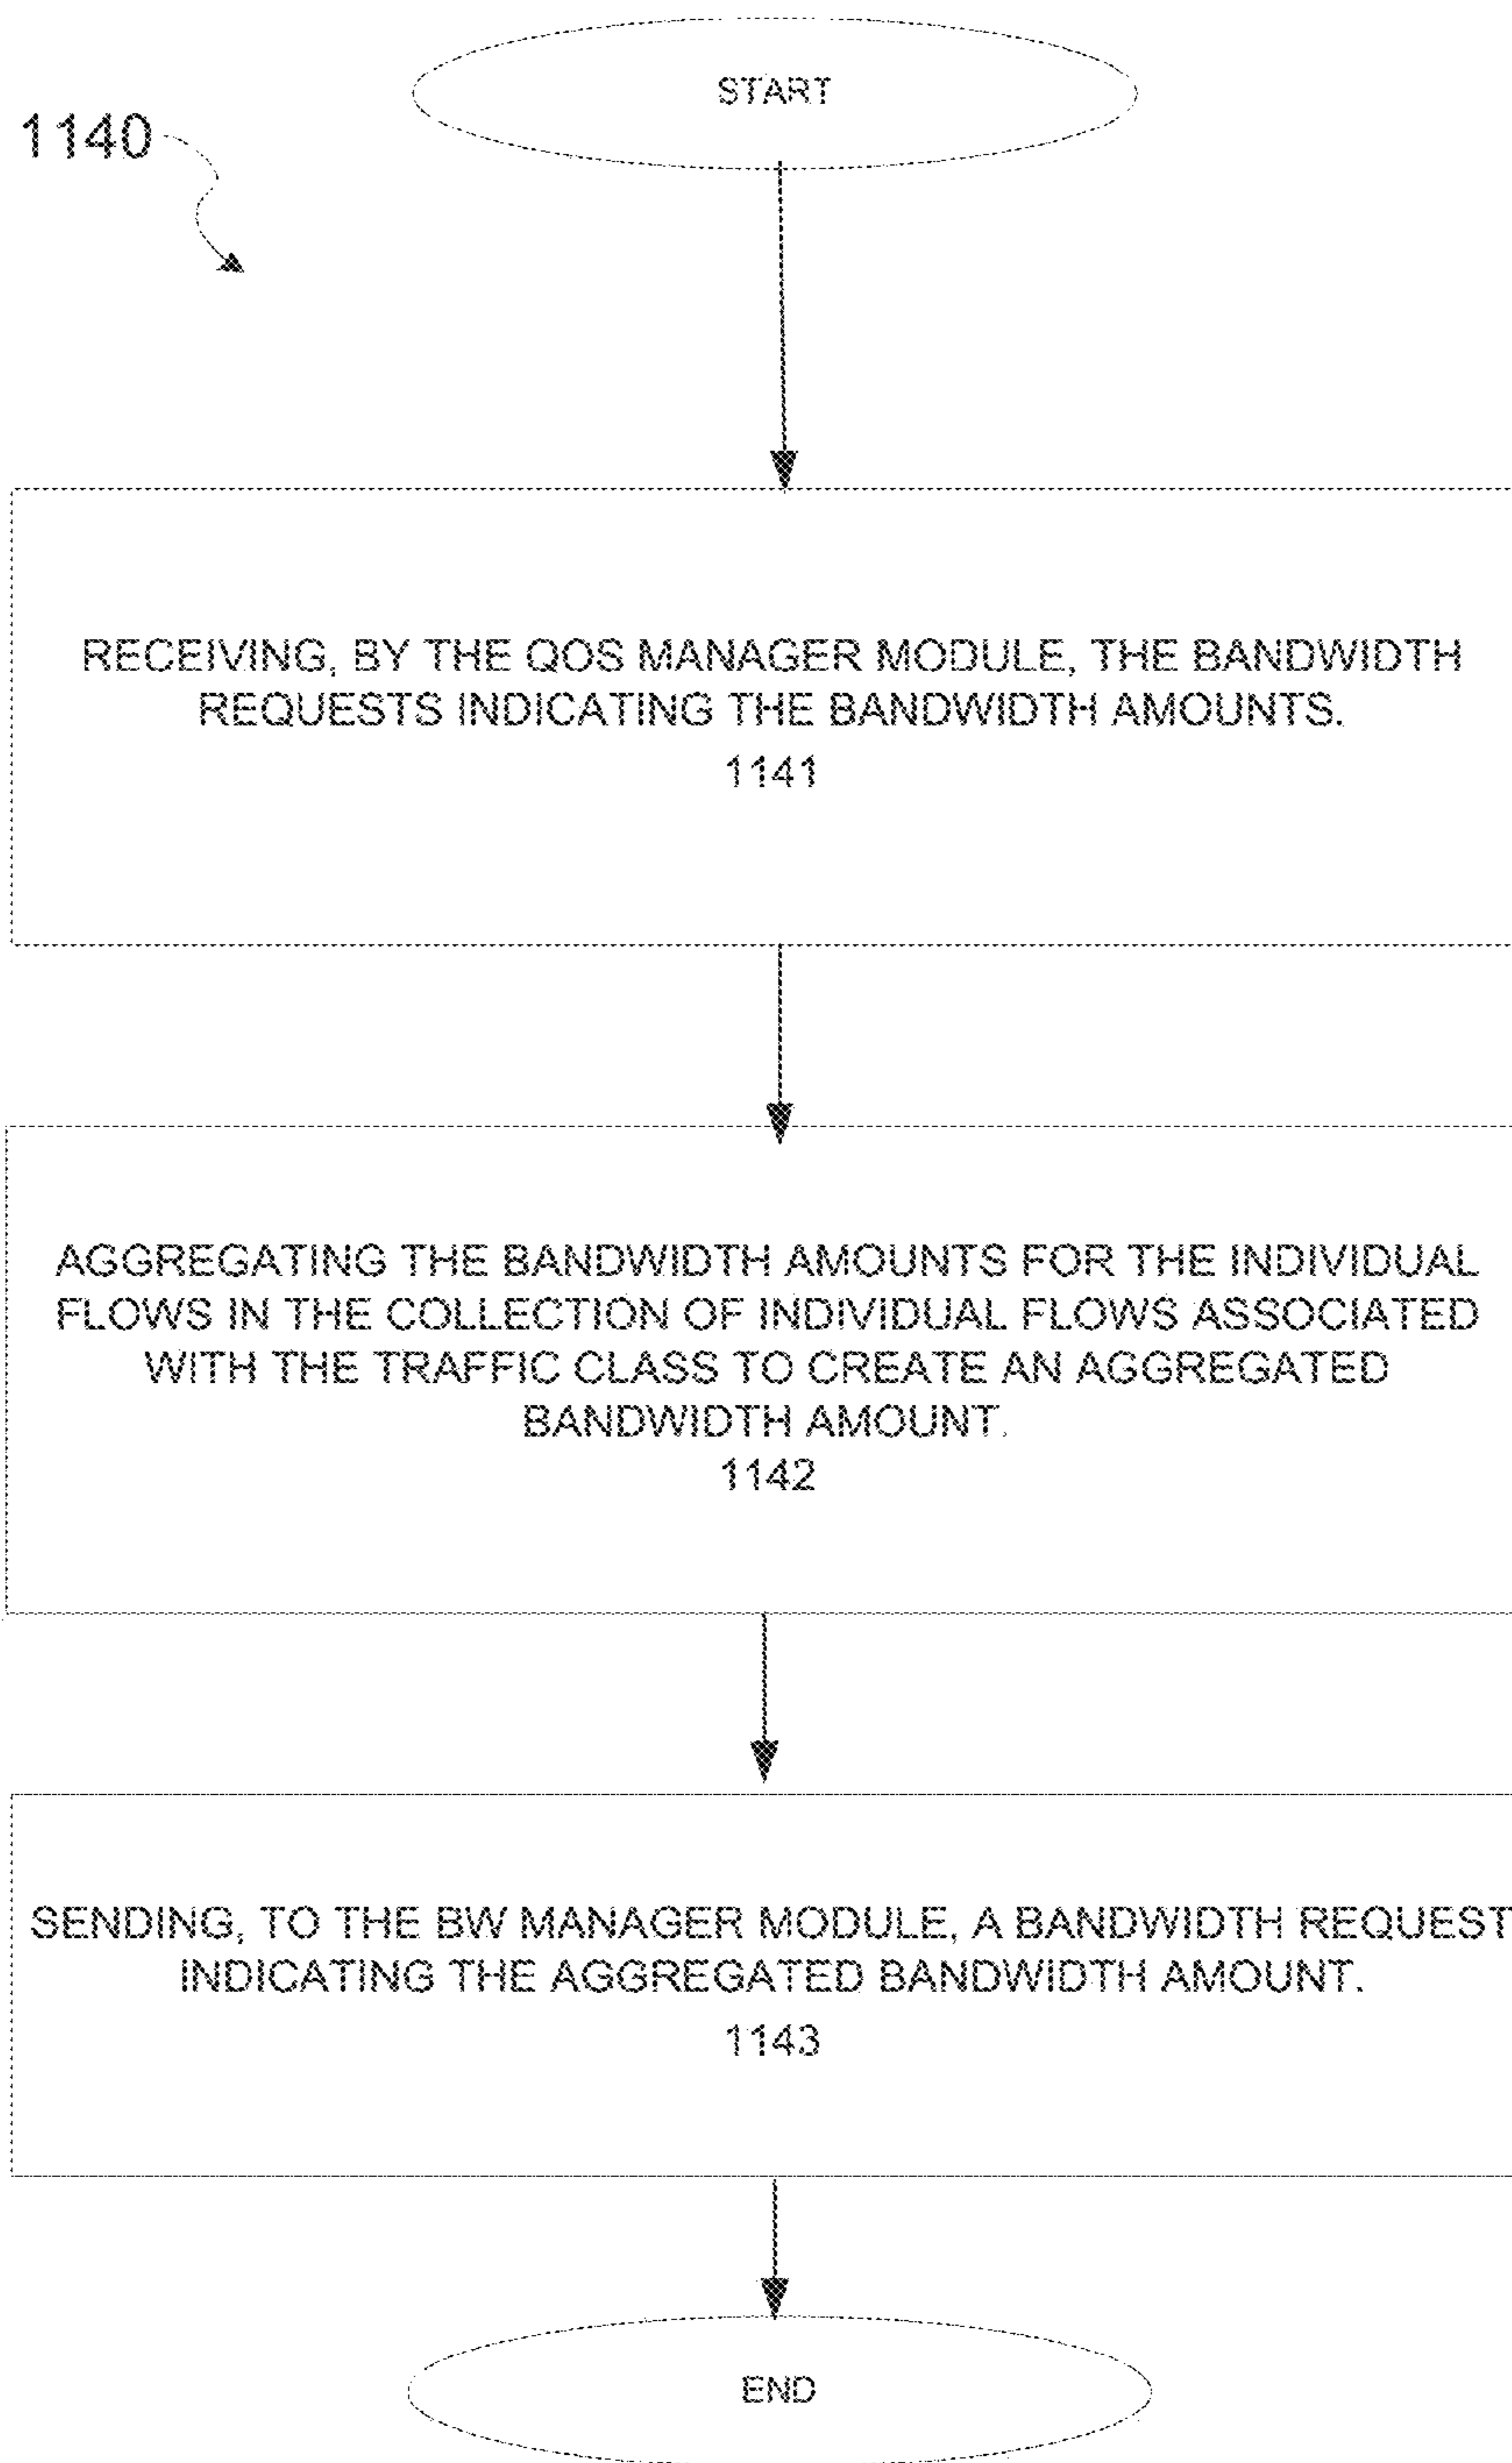 START
1140
RECEIVING, BY THE QOS MANAGER MODULE, THE BANDWIDTH
REQUESTS INDICATING THE BANDWIDTH AMOUNTS.
1141
AGGREGATING THE BANDWIDTH AMOUNTS FOR THE INDIVIDUAL
FLOWS IN THE COLLECTION OF INDIVIDUAL FLOWS ASSOCIATED
WITH THE TRAFFIC CLASS TO CREATE AN AGGREGATED
BANDWIDTH AMOUNT.
1142
SENDING, TO THE BW MANAGER MODULE, A BANDWIDTH REQUEST
INDICATING THE AGGREGATED BANDWIDTH AMOUNT.
1143
END